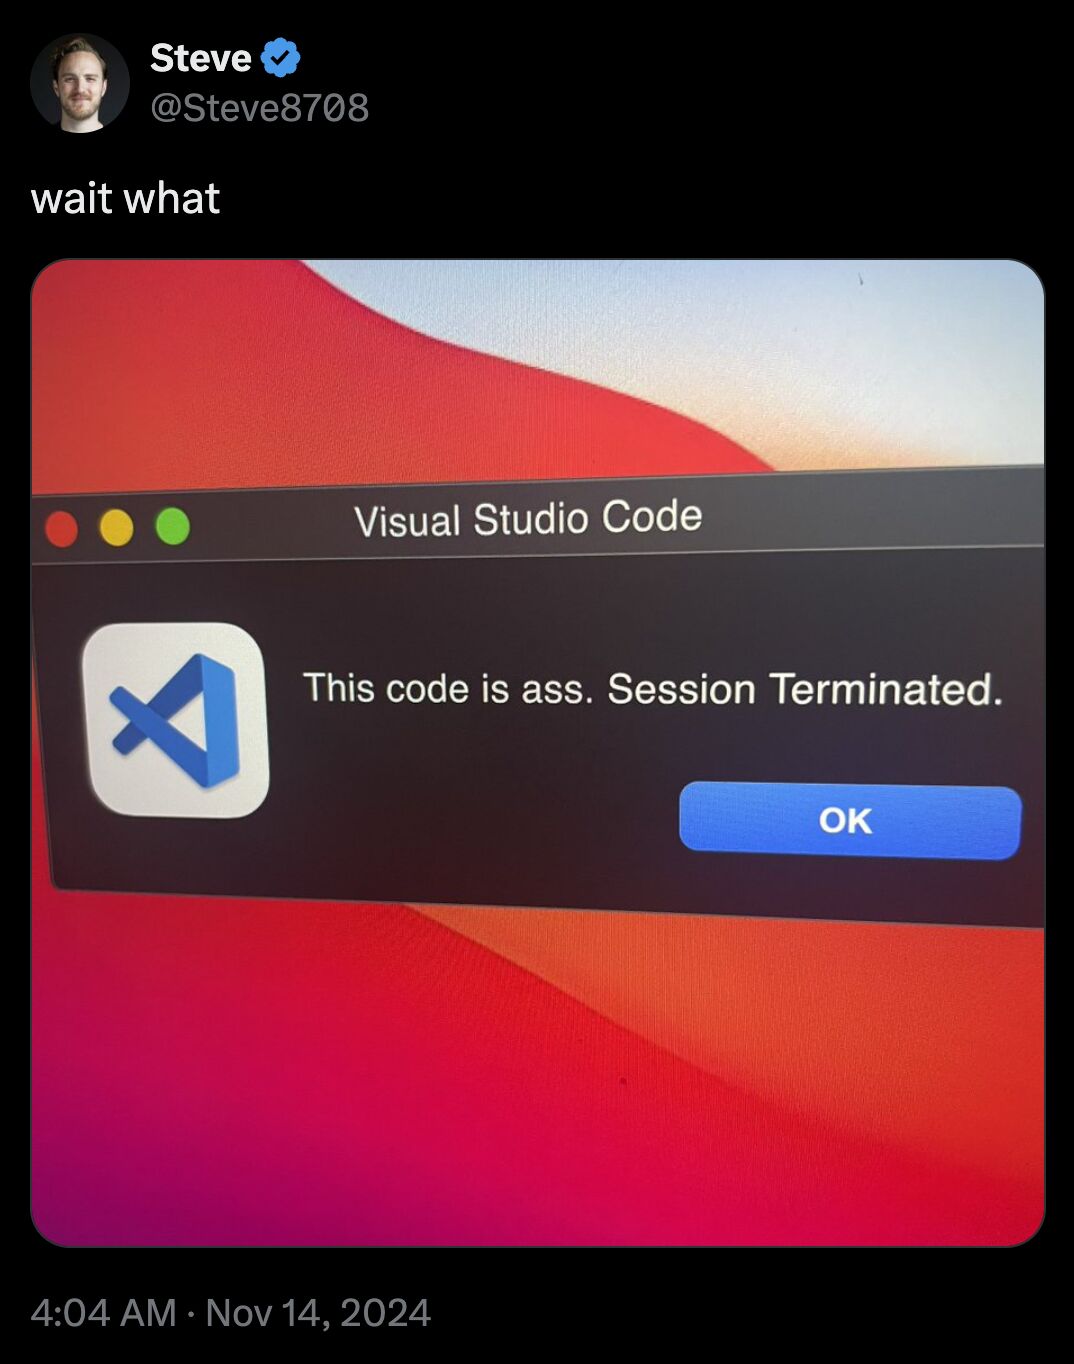 Steve
@Steve8708
wait what
Visual Studio Code
This code is ass. Session Terminated.
OK
4:04 AM · Nov 14, 2024